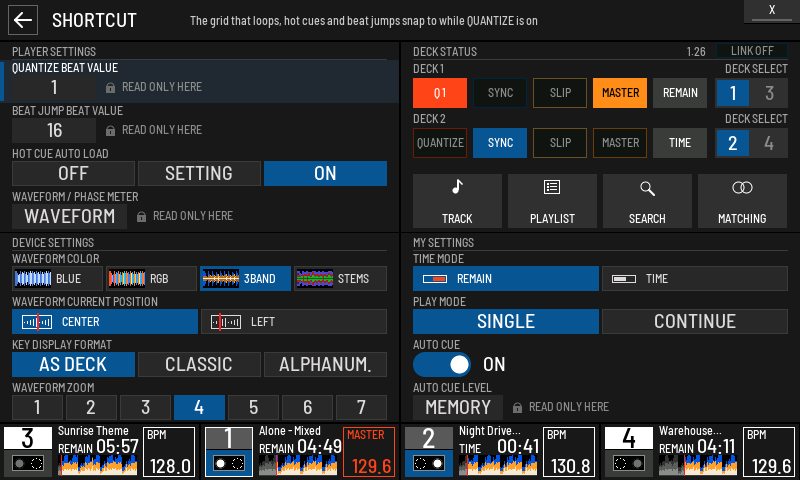 SHORTCUT
The grid that loops, hot cues and beat jumps snap to while QUANTIZE is on
X
PLAYER SETTINGS
QUANTIZE BEAT VALUE
1
READ ONLY HERE
BEAT JUMP BEAT VALUE
16
READ ONLY HERE
HOT CUE AUTO LOAD
OFF
SETTING
ON
WAVEFORM / PHASE METER
WAVEFORM
READ ONLY HERE
DECK STATUS
1.26
LINK OFF
DECK 1
DECK SELECT
Q 1
SYNC
SLIP
MASTER
REMAIN
1
3
DECK 2
DECK SELECT
QUANTIZE
SYNC
SLIP
MASTER
TIME
2
4
TRACK
PLAYLIST
SEARCH
MATCHING
DEVICE SETTINGS
WAVEFORM COLOR
BLUE
RGB
3BAND
STEMS
WAVEFORM CURRENT POSITION
CENTER
LEFT
KEY DISPLAY FORMAT
AS DECK
CLASSIC
ALPHANUM.
WAVEFORM ZOOM
1
2
3
4
5
6
7
MY SETTINGS
TIME MODE
REMAIN
TIME
PLAY MODE
SINGLE
CONTINUE
AUTO CUE
ON
AUTO CUE LEVEL
MEMORY
READ ONLY HERE
3
Sunrise Theme
REMAIN 05:57
BPM
128.0
1
Alone - Mixed
REMAIN 04:49
MASTER
129.6
2
Night Drive...
TIME 00:41
BPM
130.8
4
Warehouse...
REMAIN 04:11
BPM
129.6